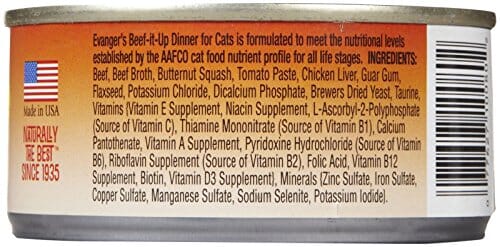 Evanger's Beef-it-Up Dinner for Cats is formulated to meet the nutritional levels
established by the AAFCO cat food nutrient profile for all life stages. INGREDIENTS:
Beef, Beef Broth, Butternut Squash, Tomato Paste, Chicken Liver, Guar Gum,
Flaxseed, Potassium Chloride, Dicalcium Phosphate, Brewers Dried Yeast, Taurine,
Vitamins (Vitamin E Supplement, Niacin Supplement, L-Ascorbyl-2-Polyphosphate
(Source of Vitamin C), Thiamine Mononitrate (Source of Vitamin B1), Calcium
Pantothenate, Vitamin A Supplement, Pyridoxine Hydrochloride (Source of Vitamin
B6), Riboflavin Supplement (Source of Vitamin B2), Folic Acid, Vitamin B12
Supplement, Biotin, Vitamin D3 Supplement), Minerals (Zinc Sulfate, Iron Sulfate,
Copper Sulfate, Manganese Sulfate, Sodium Selenite, Potassium Iodide).
Made in USA
NATURALLY
THE BEST™
SINCE 1935